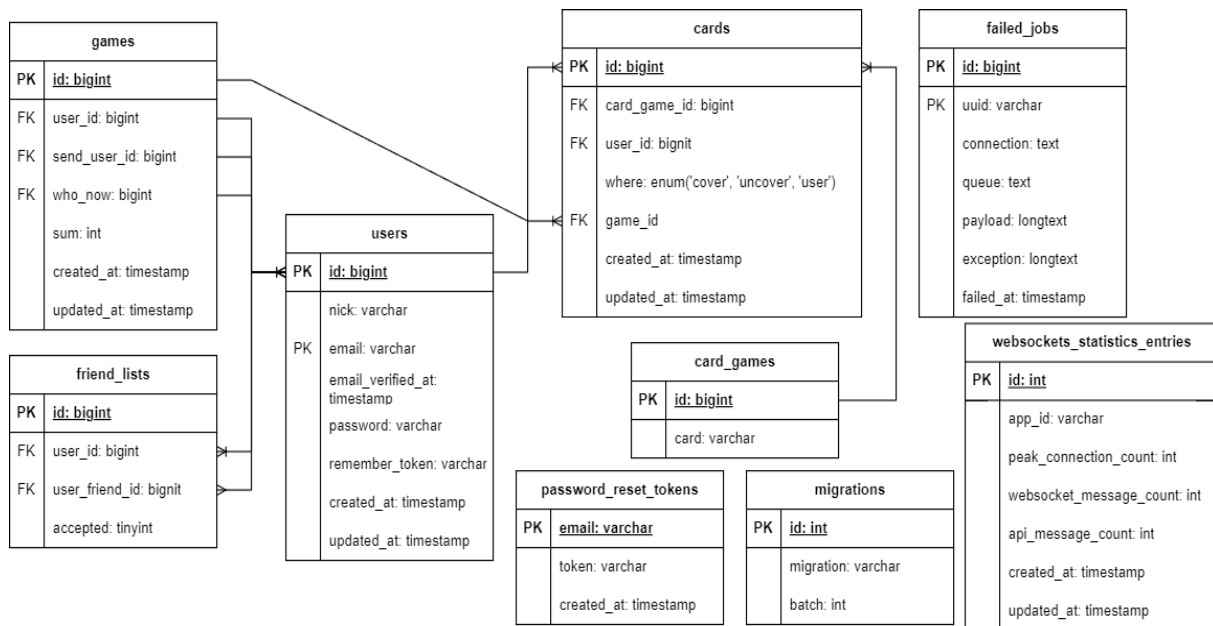 games
PK id: bigint
FK user_id: bigint
FK send_user_id: bigint
FK who_now: bigint
sum: int
created_at: timestamp
updated_at: timestamp
friend_lists
PK id: bigint
FK user_id: bigint
FK user_friend_id: bignit
accepted: tinyint
users
PK id: bigint
nick: varchar
PK email: varchar
email_verified_at:
timestamp
password: varchar
remember_token: varchar
created_at: timestamp
updated_at: timestamp
cards
PK id: bigint
FK card_game_id: bigint
FK user_id: bignit
where: enum('cover', 'uncover', 'user')
FK game_id
created_at: timestamp
updated_at: timestamp
card_games
PK id: bigint
card: varchar
password_reset_tokens
PK email: varchar
token: varchar
created_at: timestamp
migrations
PK id: int
migration: varchar
batch: int
failed_jobs
PK id: bigint
PK uuid: varchar
connection: text
queue: text
payload: longtext
exception: longtext
failed_at: timestamp
websockets_statistics_entries
PK id: int
app_id: varchar
peak_connection_count: int
websocket_message_count: int
api_message_count: int
created_at: timestamp
updated_at: timestamp